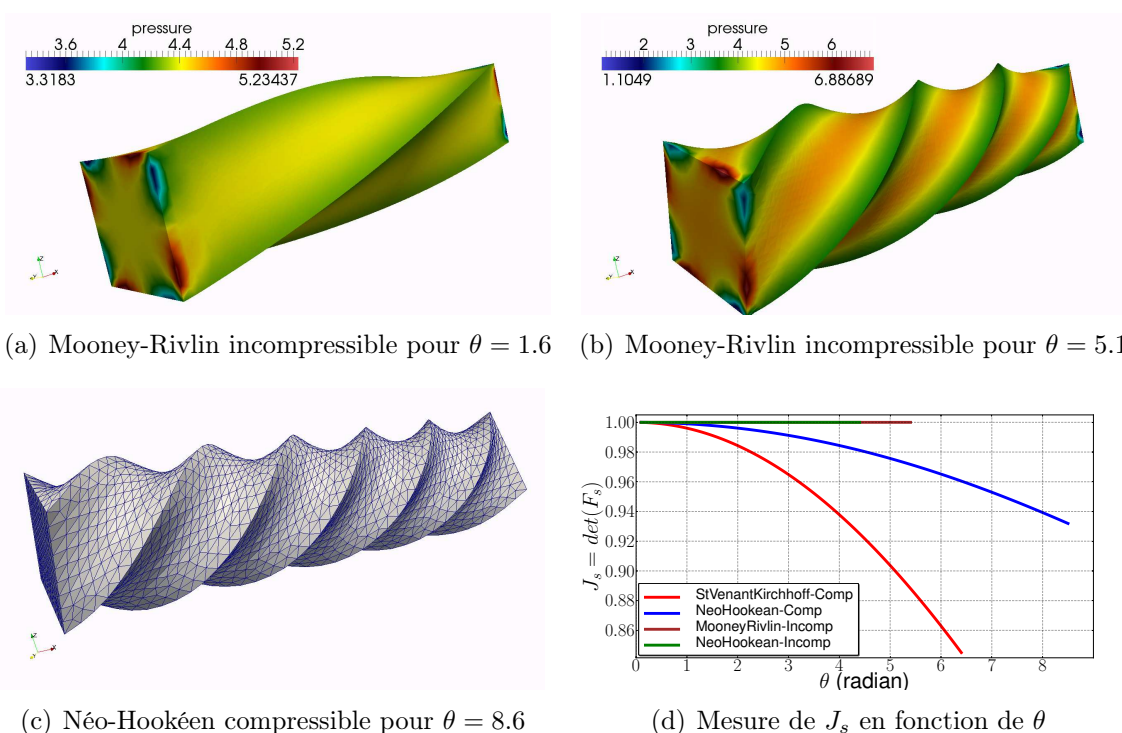 pressure
3.6 4 4.4 4.8 5.2
3.3183 5.23437
pressure
2 3 4 5 6
1.1049 6.88689
Z
Y X
Z
Y X
(a) Mooney-Rivlin incompressible pour θ = 1.6
(b) Mooney-Rivlin incompressible pour θ = 5.1
Z
Y X
1.00
0.98
0.96
0.94
0.92
0.90
0.88
0.86
J_s = det(F_s)
StVenantKirchhoff-Comp
NeoHookean-Comp
MooneyRivlin-Incomp
NeoHookean-Incomp
0 1 2 3 4 5 6 7 8
θ (radian)
(c) Néo-Hookéen compressible pour θ = 8.6
(d) Mesure de J_s en fonction de θ